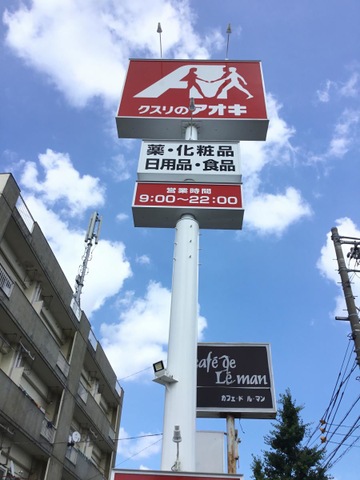 クスリのアオキ
薬・化粧品
日用品・食品
営業時間
9:00~22:00
café de
Le man
カフェ・ド ル・マン